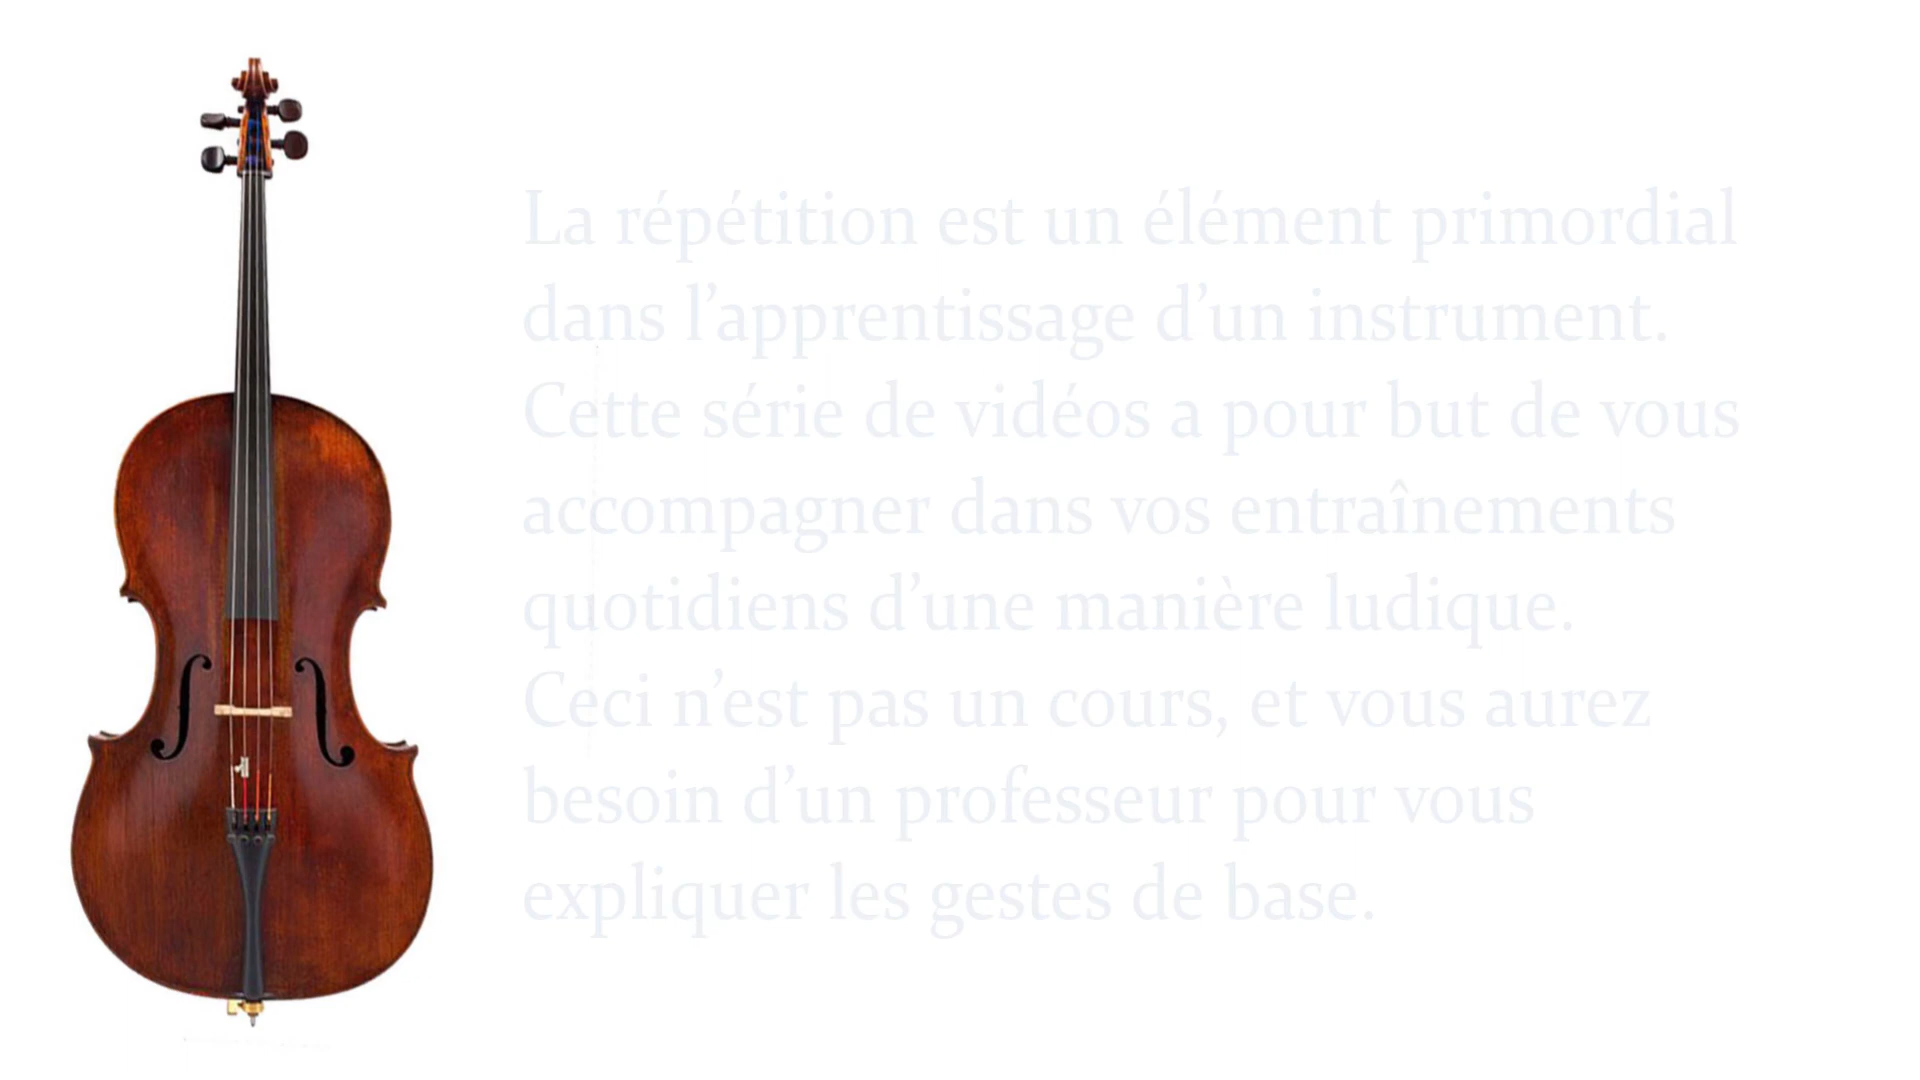 La répétition est un élément primordial
dans l’apprentissage d’un instrument.
Cette série de vidéos a pour but de vous
accompagner dans vos entraînements
quotidiens d’une manière ludique.
Ceci n’est pas un cours, et vous aurez
besoin d’un professeur pour vous
expliquer les gestes de base.